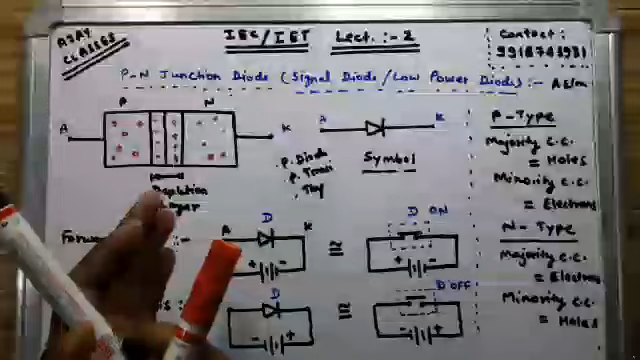 AJAY
CLASSES
IEC/IET Lect.:-2
Contact:
P-N Junction Diode (Signal Diode/Low Power Diode):-
P N
A K
Depletion
Layer
A K
Symbol
P. Diode
P-Type
Majority C.C.
= Holes
Minority C.C.
= Electrons
N-Type
Majority C.C.
= Electrons
Minority C.C.
= Holes
A D K
+ -
≅
D ON
+ -
D
- +
≅
D OFF
- +